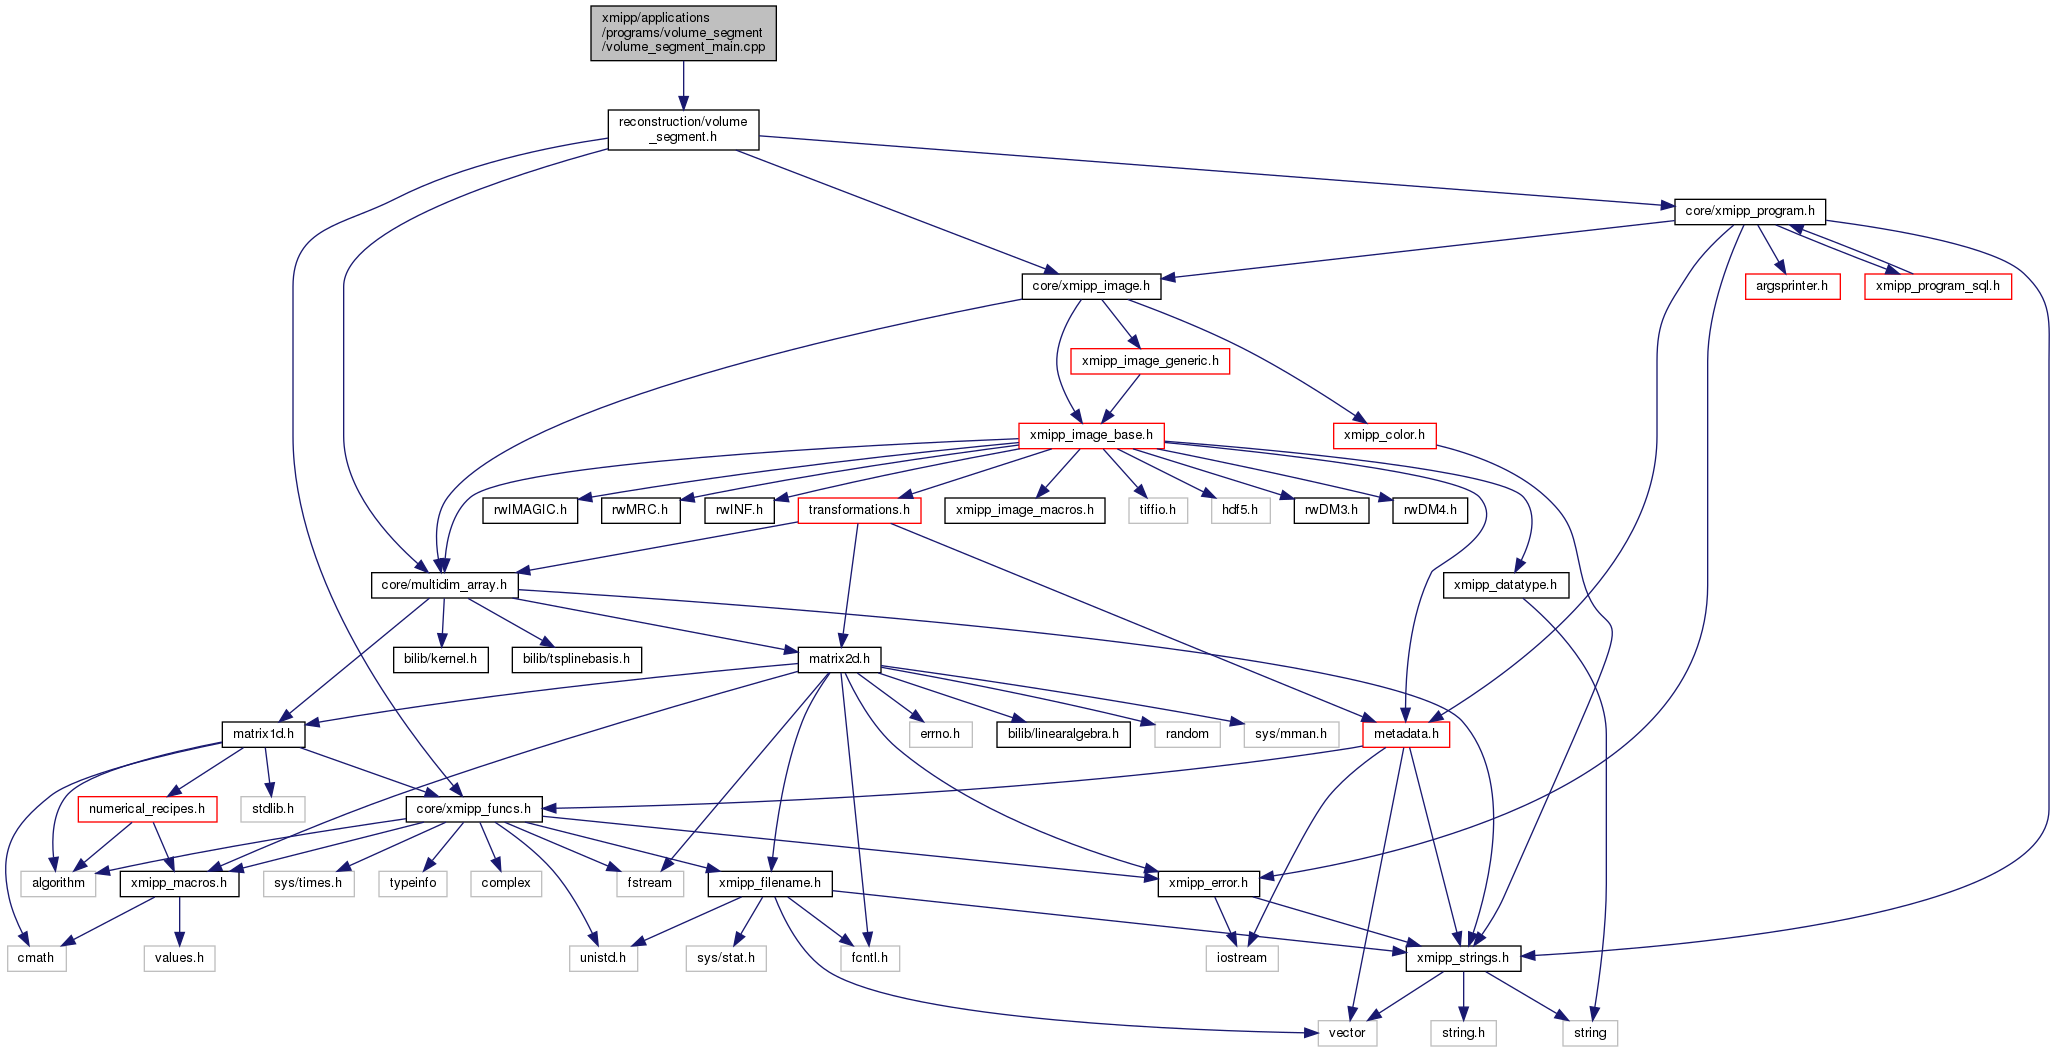 xmipp/applications
/programs/volume_segment
/volume_segment_main.cpp
reconstruction/volume
_segment.h
core/xmipp_program.h
core/xmipp_image.h
argsprinter.h
xmipp_program_sql.h
xmipp_image_generic.h
xmipp_image_base.h
xmipp_color.h
rwIMAGIC.h
rwMRC.h
rwINF.h
transformations.h
xmipp_image_macros.h
tiffio.h
hdf5.h
rwDM3.h
rwDM4.h
core/multidim_array.h
xmipp_datatype.h
bilib/kernel.h
bilib/tsplinebasis.h
matrix2d.h
matrix1d.h
errno.h
bilib/linearalgebra.h
random
sys/mman.h
metadata.h
numerical_recipes.h
stdlib.h
core/xmipp_funcs.h
algorithm
xmipp_macros.h
sys/times.h
typeinfo
complex
fstream
xmipp_filename.h
xmipp_error.h
cmath
values.h
unistd.h
sys/stat.h
fcntl.h
iostream
xmipp_strings.h
vector
string.h
string